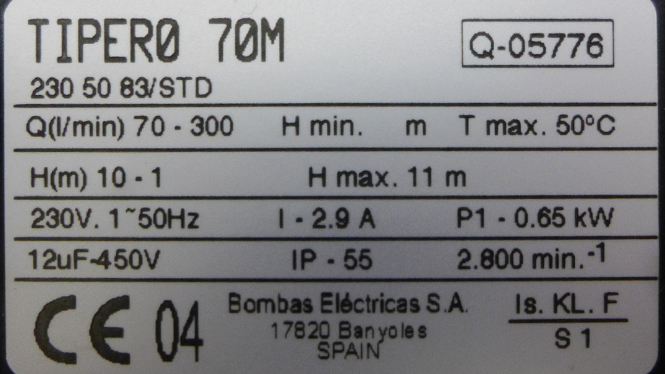 TIPER0 70M Q-05776
230 50 83/STD
Q(l/min) 70 - 300 H min. m T max. 50ºC
H(m) 10 - 1 H max. 11 m
230V. 1~50Hz I - 2.9 A P1 - 0.65 kW
12uF-450V IP - 55 2.800 min.-1
CE 04 Bombas Eléctricas S.A. Is. KL. F
17820 Banyoles S 1
SPAIN